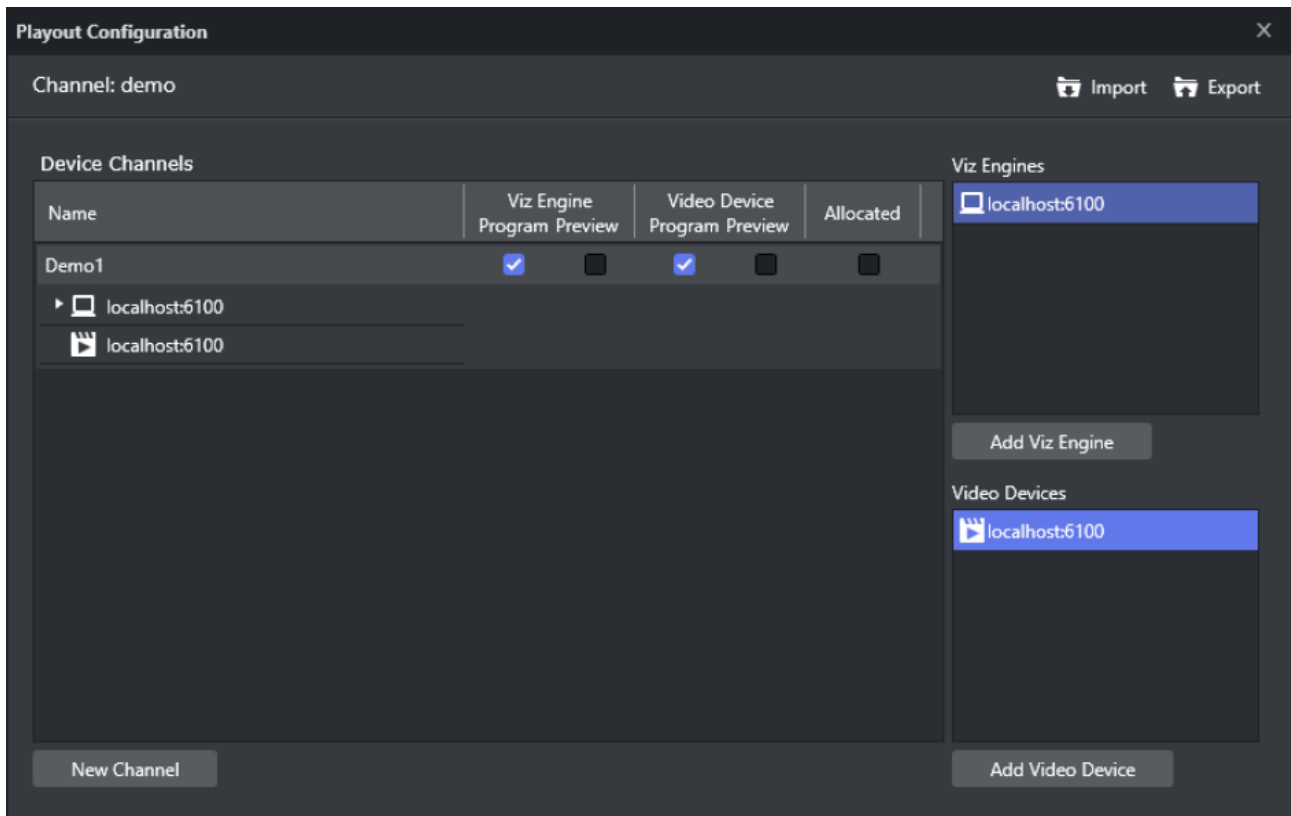 Playout Configuration
Channel: demo
Import
Export
Device Channels
Viz Engines
Name
Viz Engine
Program Preview
Video Device
Program Preview
Allocated
localhost:6100
Demo1
localhost:6100
localhost:6100
Add Viz Engine
Video Devices
localhost:6100
New Channel
Add Video Device